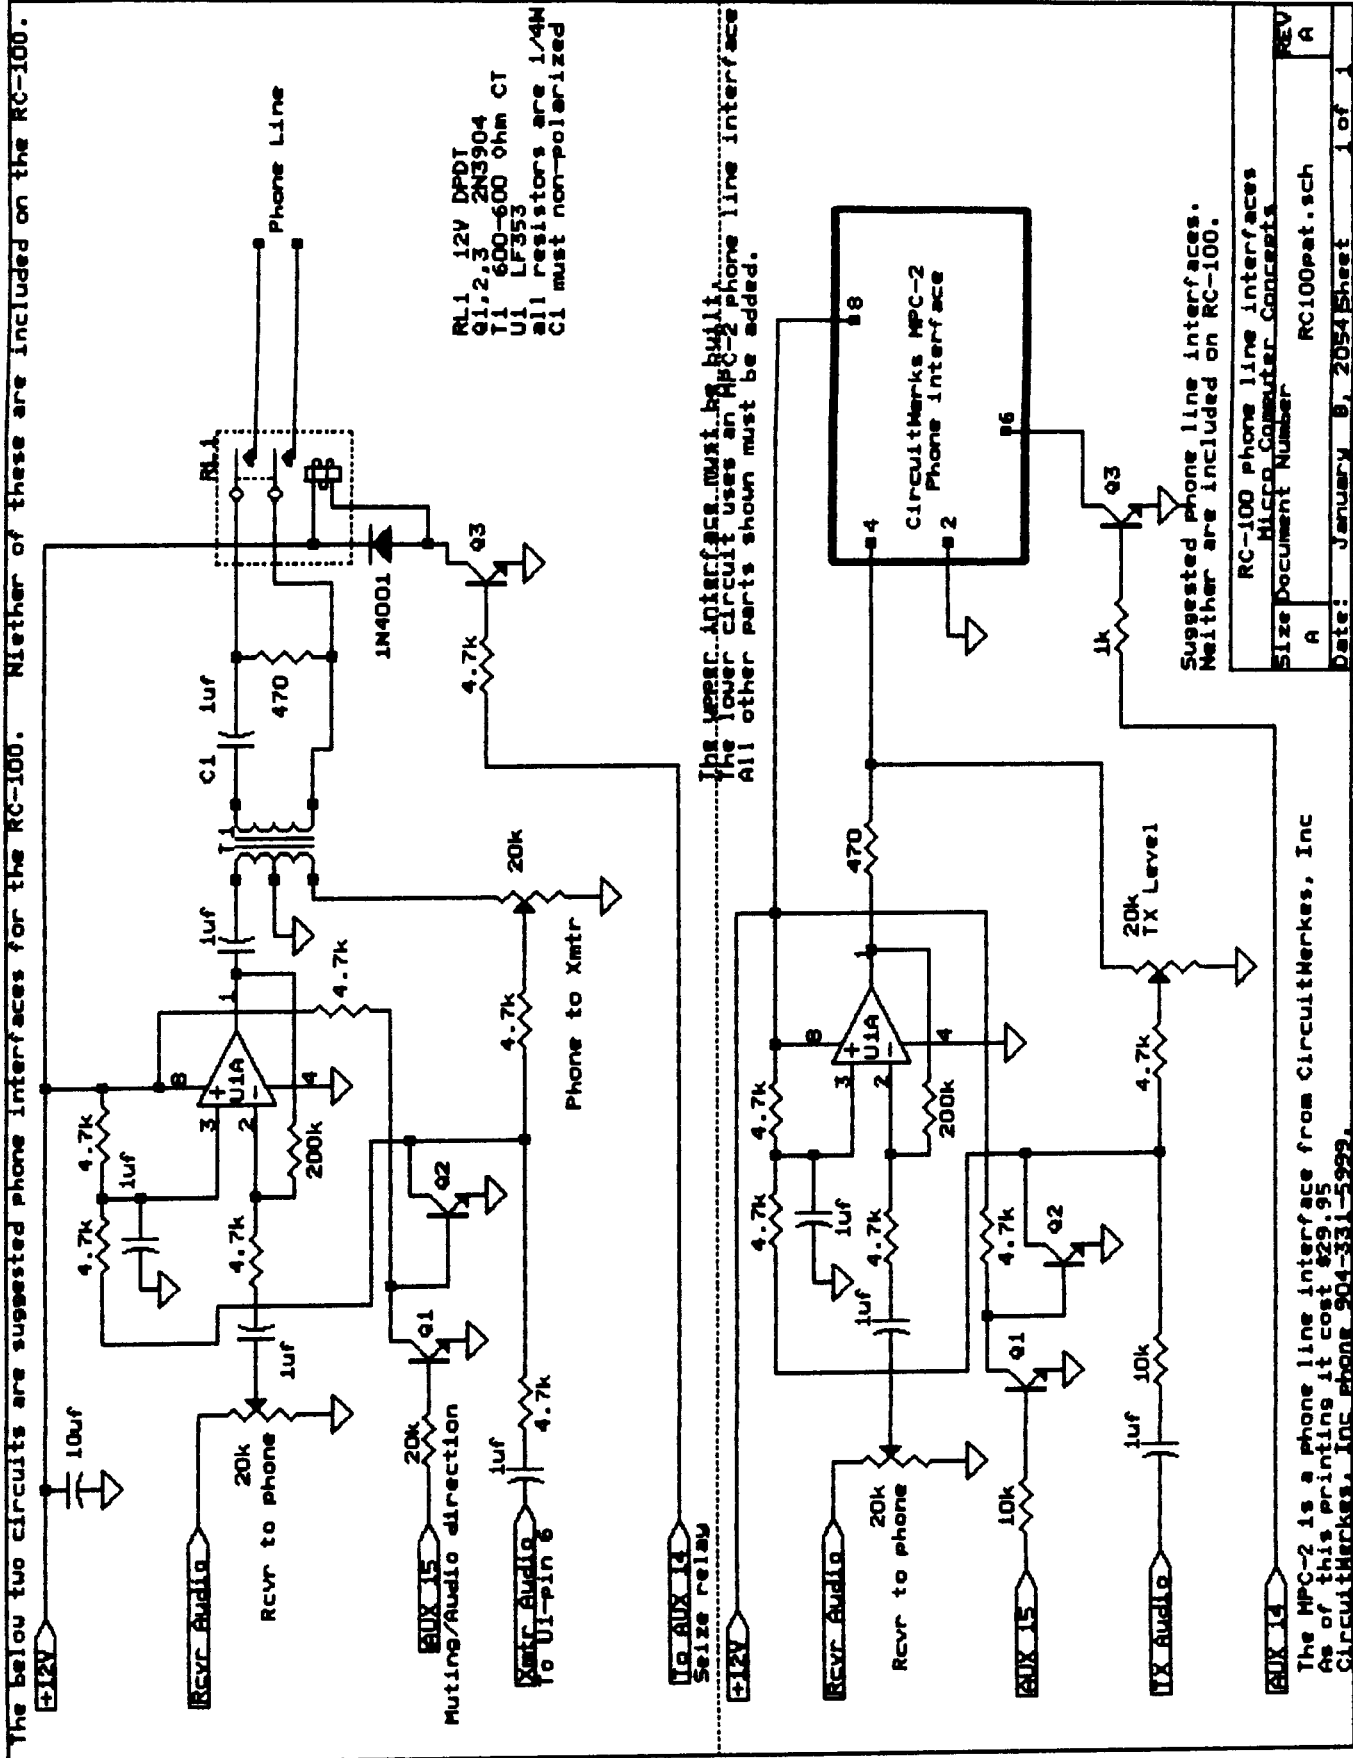 The below two circuits are suggested phone interfaces for the RC-100.  Niether of these are included on the RC-100.
+12V
10uf
4.7k
4.7k
1uf
Rcvr Audio
20k
Rcvr to phone
1uf
4.7k
3
2
8
4
1
U1A
200k
1uf
T1
C1
1uf
470
RL1
Phone Line
1N4001
4.7k
AUX 15
Muting/Audio direction
20k
Q1
Q2
Q3
4.7k
Xmtr Audio
To U1-pin 6
1uf
4.7k
4.7k
20k
Phone to Xmtr
To AUX 14
Seize relay
RL1  12V DPDT
Q1,2,3  2N3904
T1  600-600 Ohm CT
U1  LF353
all resistors are 1/4W
C1 must non-polarized
The upper interface must be built.
The lower circuit uses an MPC-2 phone line interface
All other parts shown must be added.
+12V
4.7k
4.7k
1uf
Rcvr Audio
20k
Rcvr to phone
1uf
4.7k
3
2
8
4
1
U1A
200k
470
4
2
8
6
CircuitWerks MPC-2
Phone interface
AUX 15
10k
Q1
4.7k
Q2
TX Audio
1uf
10k
4.7k
20k
TX Level
AUX 14
1k
Q3
The MPC-2 is a phone line interface from CircuitWerkes, Inc
As of this printing it cost $29.95
CircuitWerkes, Inc phone 904-331-5999.
Suggested phone line interfaces.
Neither are included on RC-100.
RC-100 phone line interfaces
Micro Computer Concepts
Size Document Number REV
A RC100pat.sch A
Date: January 8, 2054 Sheet 1 of 1